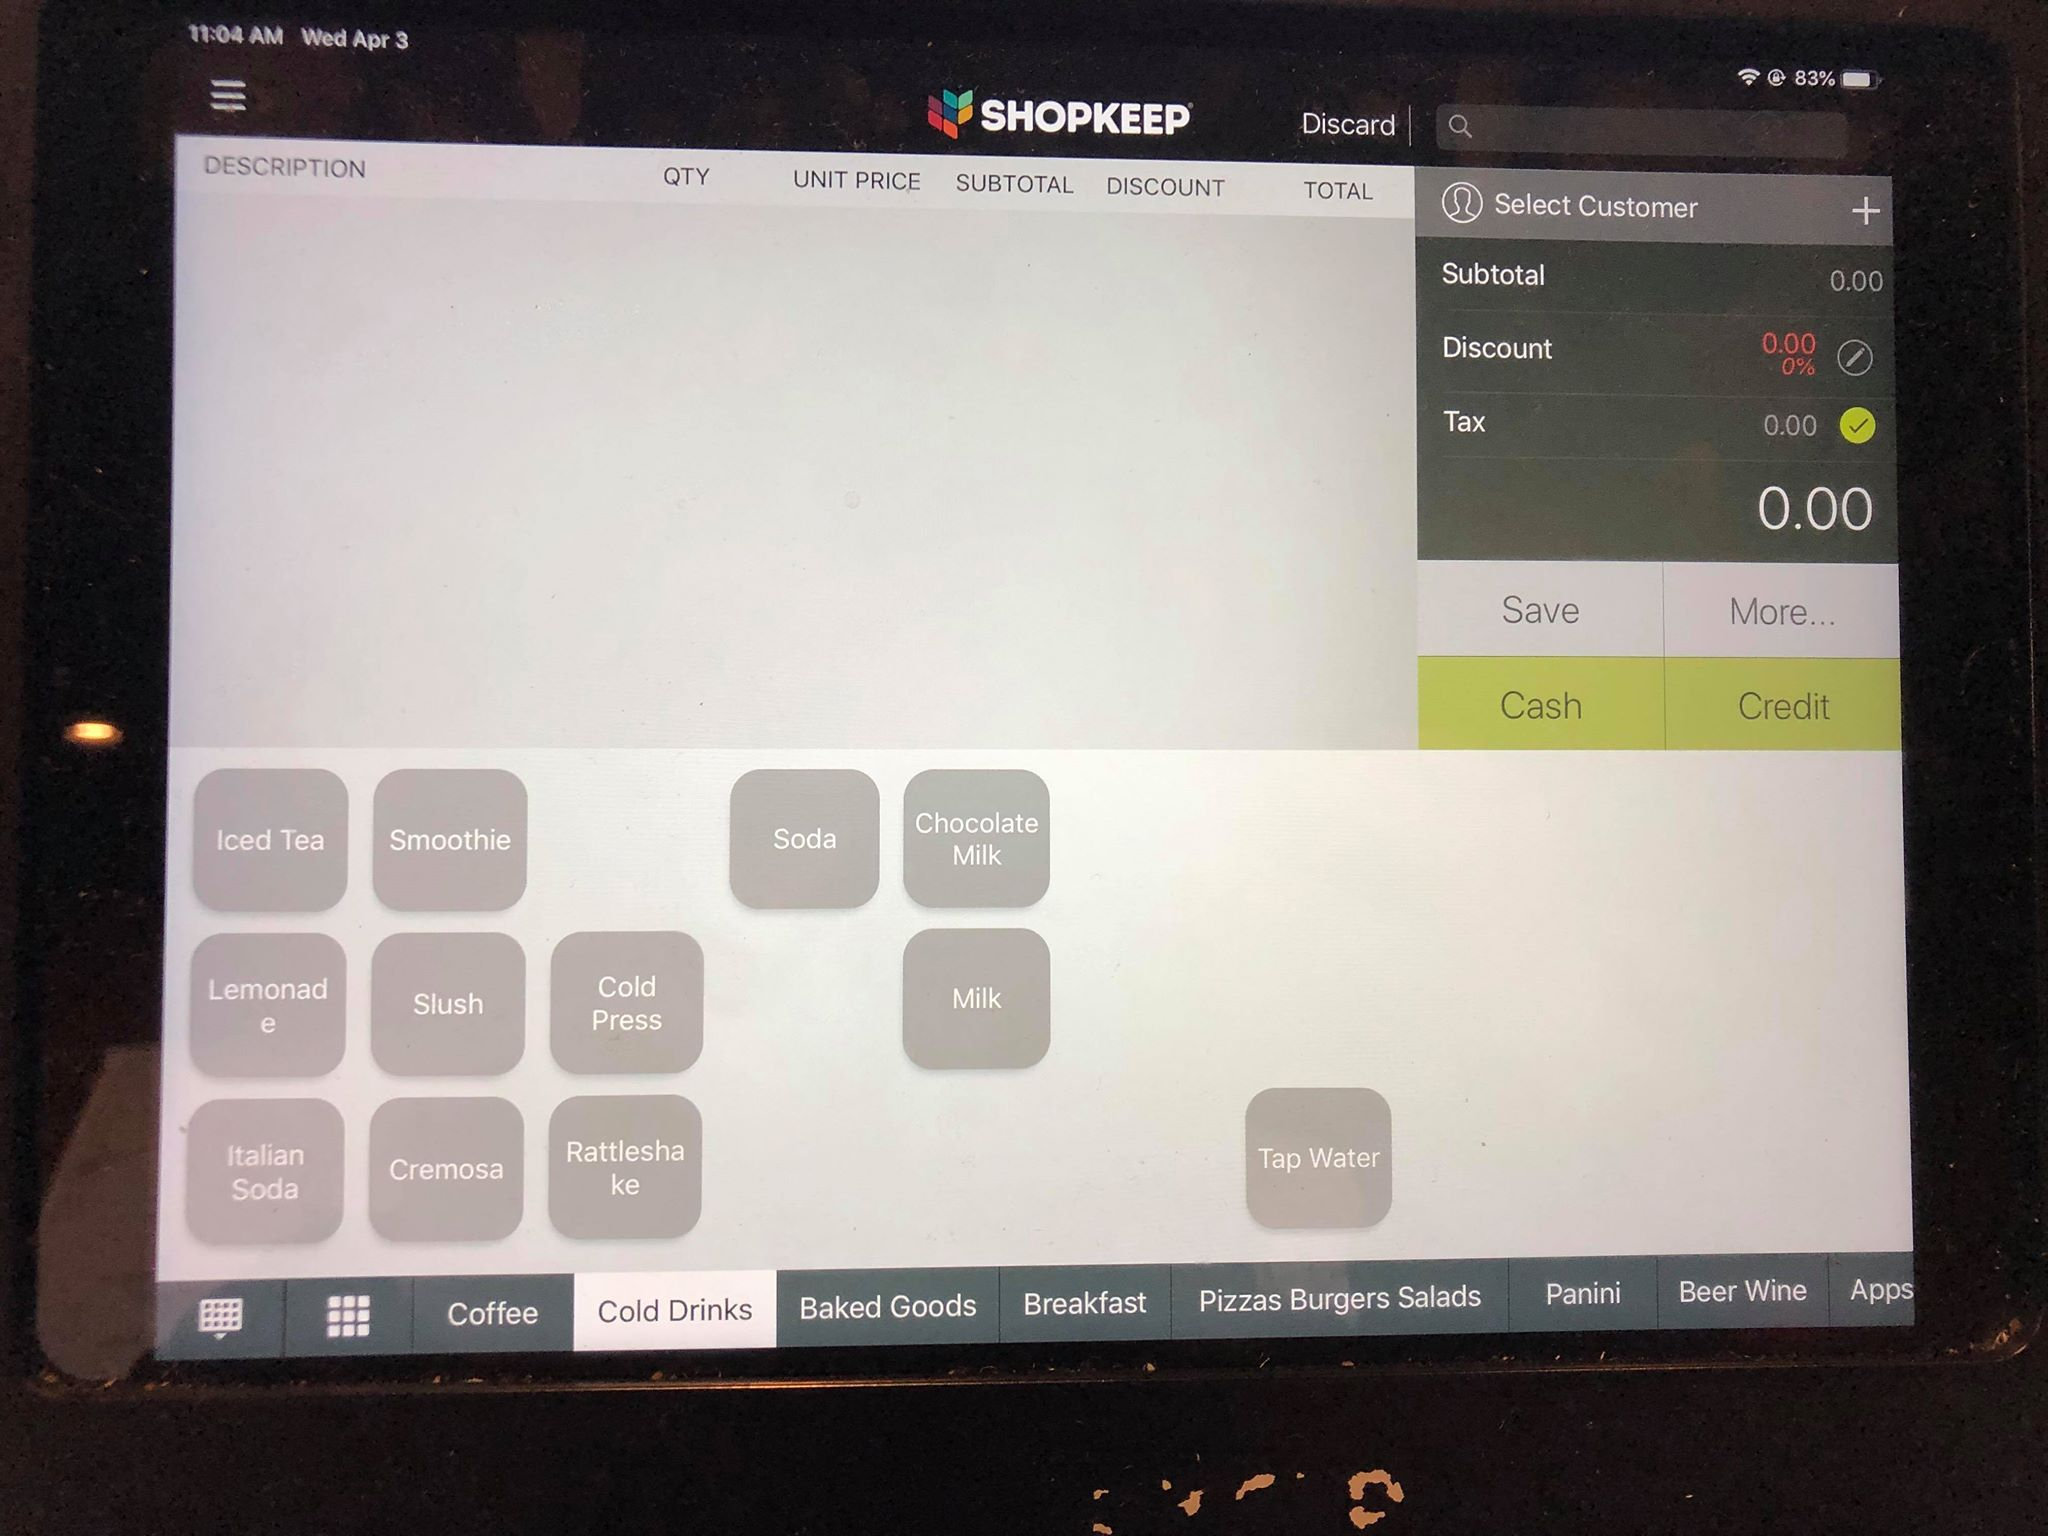 11:04 AM Wed Apr 3
83%
SHOPKEEP
Discard
DESCRIPTION QTY UNIT PRICE SUBTOTAL DISCOUNT TOTAL
Select Customer +
Subtotal 0.00
Discount 0.00
0%
Tax 0.00
0.00
Save More...
Cash Credit
Iced Tea
Smoothie
Soda
Chocolate
Milk
Lemonad
e
Slush
Cold
Press
Milk
Italian
Soda
Cremosa
Rattlesha
ke
Tap Water
Coffee Cold Drinks Baked Goods Breakfast Pizzas Burgers Salads Panini Beer Wine Apps